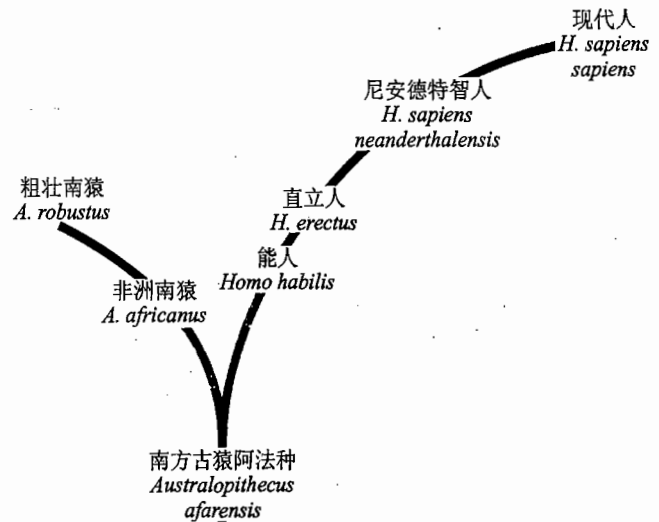 现代人
H. sapiens
sapiens
尼安德特智人
H. sapiens
neanderthalensis
粗壮南猿
A. robustus
直立人
H. erectus
能人
Homo habilis
非洲南猿
A. africanus
南方古猿阿法种
Australopithecus
afarensis